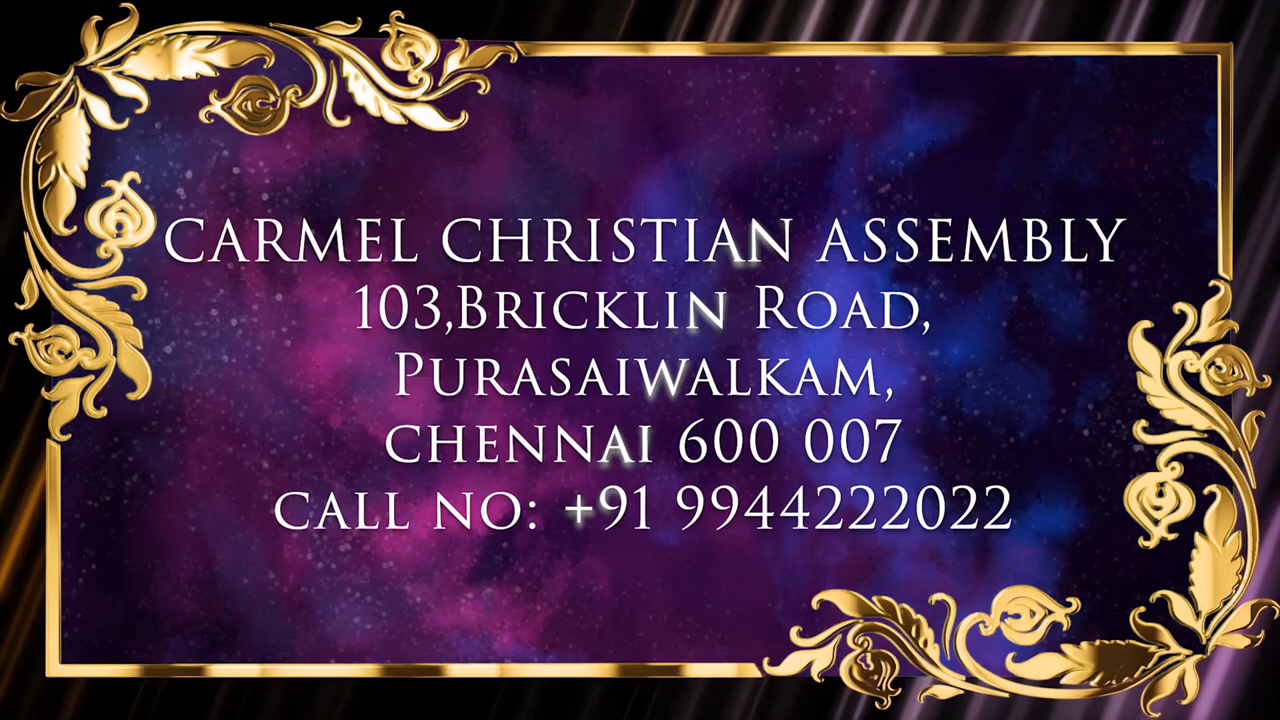 CARMEL CHRISTIAN ASSEMBLY
103,Bricklin Road,
Purasaiwalkam,
chennai 600 007
call no: +91 9944222022